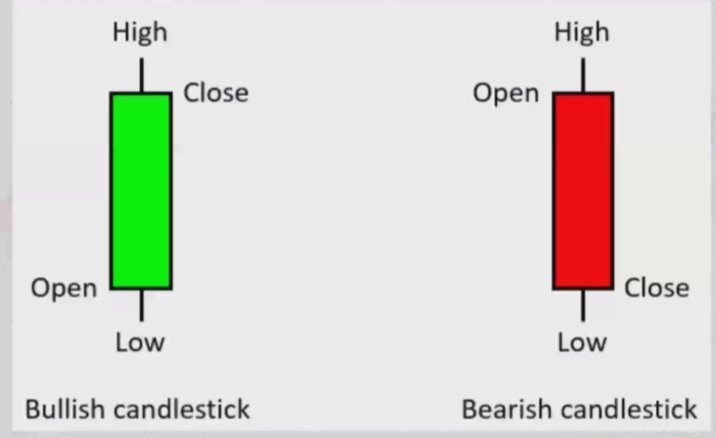 High
High
Close
Open
Open
Close
Low
Low
Bullish candlestick
Bearish candlestick